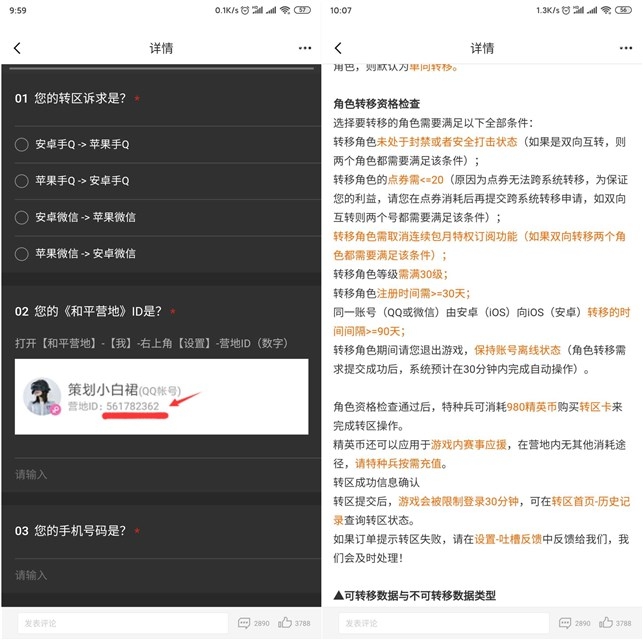 9:59
0.1K/s
57
详情
01 您的转区诉求是？ *
安卓手Q -> 苹果手Q
苹果手Q -> 安卓手Q
安卓微信 -> 苹果微信
苹果微信 -> 安卓微信
02 您的《和平营地》ID是？ *
打开【和平营地】-【我】-右上角【设置】-营地ID（数字）
策划小白裙(QQ帐号)
营地ID：561782362
请输入
03 您的手机号码是？ *
请输入
发表评论
2890
3788
10:07
1.3K/s
56
详情
角色，则默认为单向转移。
角色转移资格检查
选择要转移的角色需要满足以下全部条件：
转移角色未处于封禁或者安全打击状态（如果是双向互转，则
两个角色都需要满足该条件）；
转移角色的点券需<=20（原因为点券无法跨系统转移，为保证
您的利益，请您在点券消耗后再提交跨系统转移申请，如双向
互转则两个号都需要满足该条件）；
转移角色需取消连续包月特权订阅功能（如果双向转移两个角
色都需要满足该条件）；
转移角色等级需满30级；
转移角色注册时间需>=30天；
同一账号（QQ或微信）由安卓（iOS）向iOS（安卓）转移的时
间间隔>=90天；
转移角色期间请您退出游戏，保持账号离线状态（角色转移需
求提交成功后，系统预计在30分钟内完成自动操作）。
角色资格检查通过后，特种兵可消耗980精英币购买转区卡来
完成转区操作。
精英币还可以应用于游戏内赛事应援，在营地内无其他消耗途
径，请特种兵按需充值。
转区成功信息确认
转区提交后，游戏会被限制登录30分钟，可在转区首页-历史记
录查询转区状态。
如果订单提示转区失败，请在设置-吐槽反馈中反馈给我们，我
们会及时处理！
▲可转移数据与不可转移数据类型
发表评论
2890
3788